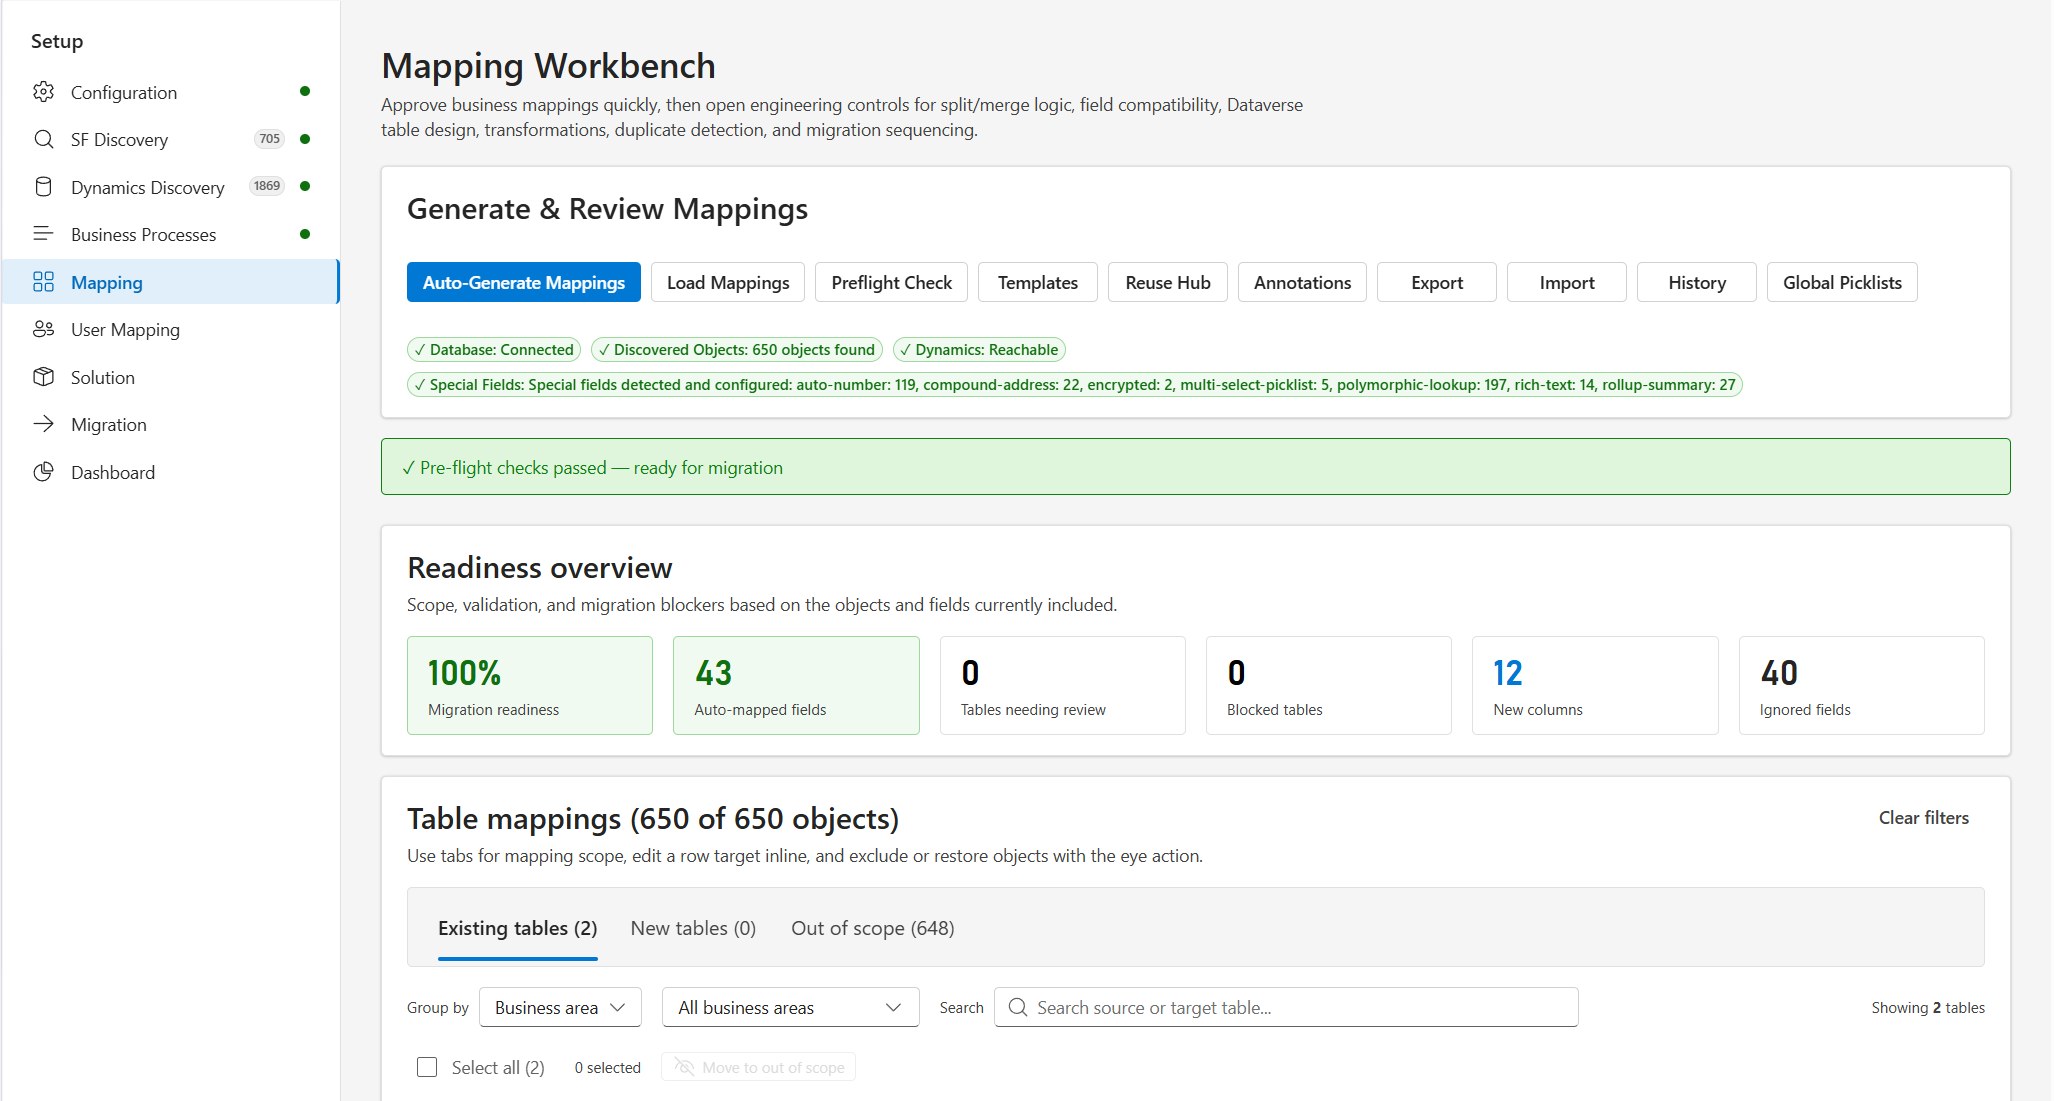 Setup
Configuration
SF Discovery 705
Dynamics Discovery 1869
Business Processes
Mapping
User Mapping
Solution
Migration
Dashboard
Mapping Workbench
Approve business mappings quickly, then open engineering controls for split/merge logic, field compatibility, Dataverse
table design, transformations, duplicate detection, and migration sequencing.
Generate & Review Mappings
Auto-Generate Mappings Load Mappings Preflight Check Templates Reuse Hub Annotations Export Import History Global Picklists
✓ Database: Connected ✓ Discovered Objects: 650 objects found ✓ Dynamics: Reachable
✓ Special Fields: Special fields detected and configured: auto-number: 119, compound-address: 22, encrypted: 2, multi-select-picklist: 5, polymorphic-lookup: 197, rich-text: 14, rollup-summary: 27
✓ Pre-flight checks passed — ready for migration
Readiness overview
Scope, validation, and migration blockers based on the objects and fields currently included.
100% 43 0 0 12 40
Migration readiness Auto-mapped fields Tables needing review Blocked tables New columns Ignored fields
Table mappings (650 of 650 objects) Clear filters
Use tabs for mapping scope, edit a row target inline, and exclude or restore objects with the eye action.
Existing tables (2) New tables (0) Out of scope (648)
Group by Business area All business areas Search Search source or target table... Showing 2 tables
Select all (2) 0 selected Move to out of scope